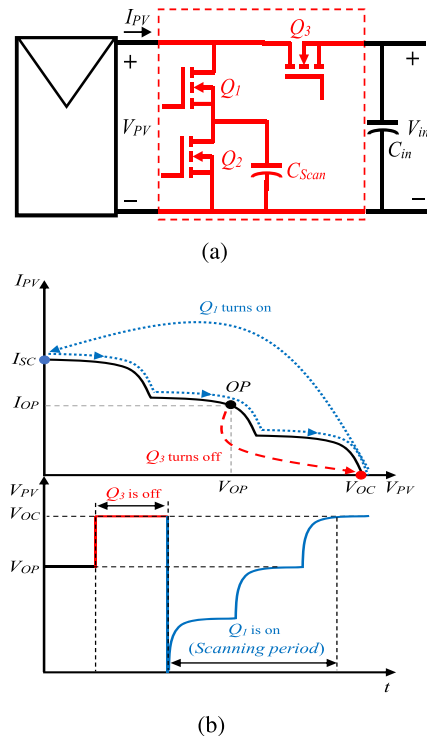 I_PV
Q_3
+
+
Q_1
V_PV
V_in
Q_2
C_in
C_Scan
−
−
(a)
I_PV
Q_1 turns on
I_SC
OP
I_OP
Q_3 turns off
V_OP
V_OC
V_PV
V_PV
V_OC
Q_3 is off
V_OP
Q_1 is on
(Scanning period)
t
(b)